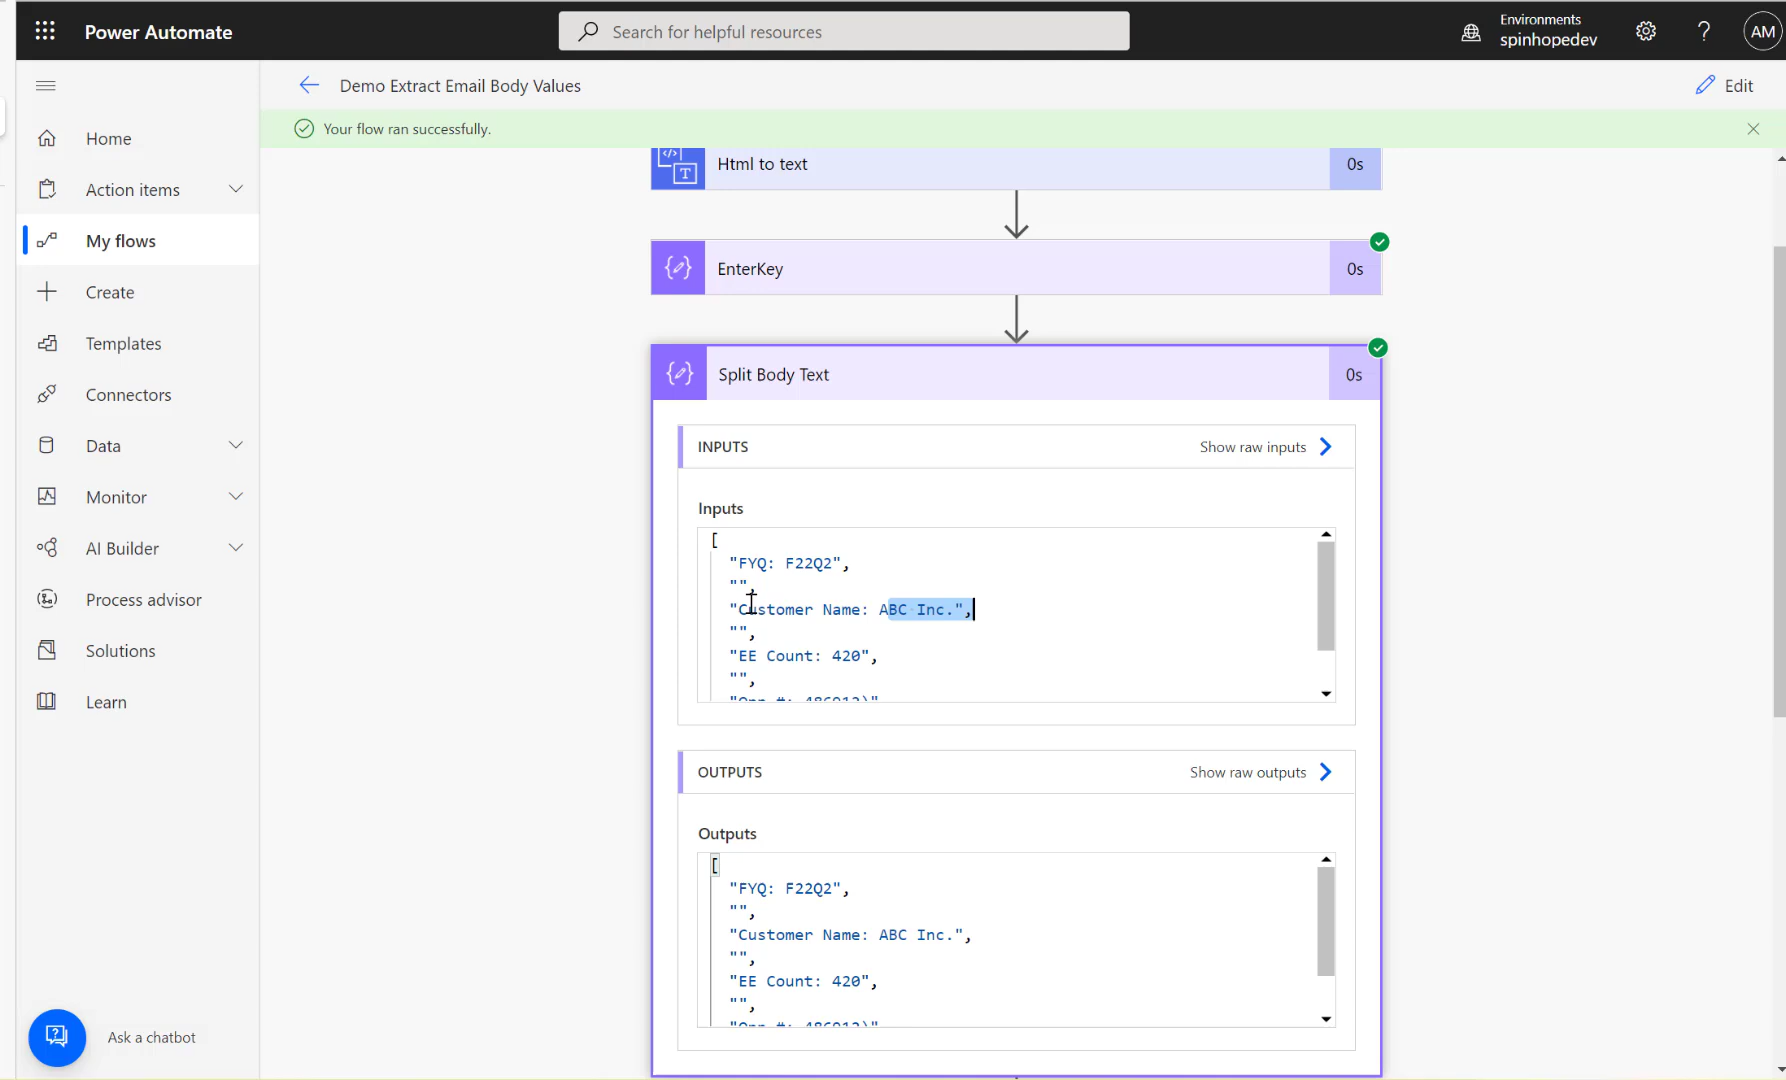 Power Automate
Search for helpful resources
Environments
spinhopedev
AM
Demo Extract Email Body Values
Edit
Your flow ran successfully.
Home
Action items
My flows
Create
Templates
Connectors
Data
Monitor
AI Builder
Process advisor
Solutions
Learn
Ask a chatbot
Html to text
0s
EnterKey
0s
Split Body Text
0s
INPUTS
Show raw inputs
Inputs
[
"FYQ: F22Q2",
"",
"Customer Name: ABC Inc.",
"",
"EE Count: 420",
"",
OUTPUTS
Show raw outputs
Outputs
[
"FYQ: F22Q2",
"",
"Customer Name: ABC Inc.",
"",
"EE Count: 420",
"",